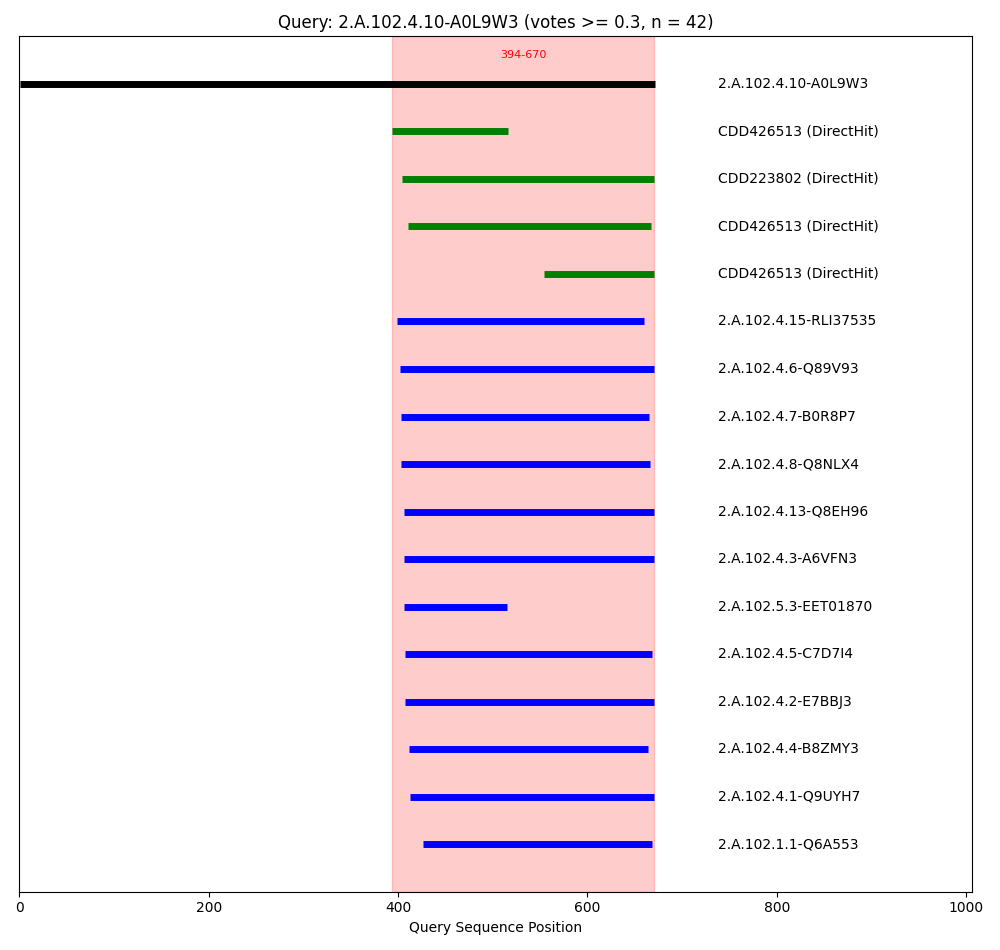 Query: 2.A.102.4.10-A0L9W3 (votes >= 0.3, n = 42)
394-670
2.A.102.4.10-A0L9W3
CDD426513 (DirectHit)
CDD223802 (DirectHit)
CDD426513 (DirectHit)
CDD426513 (DirectHit)
2.A.102.4.15-RLI37535
2.A.102.4.6-Q89V93
2.A.102.4.7-B0R8P7
2.A.102.4.8-Q8NLX4
2.A.102.4.13-Q8EH96
2.A.102.4.3-A6VFN3
2.A.102.5.3-EET01870
2.A.102.4.5-C7D7I4
2.A.102.4.2-E7BBJ3
2.A.102.4.4-B8ZMY3
2.A.102.4.1-Q9UYH7
2.A.102.1.1-Q6A553
0 200 400 600 800 1000
Query Sequence Position